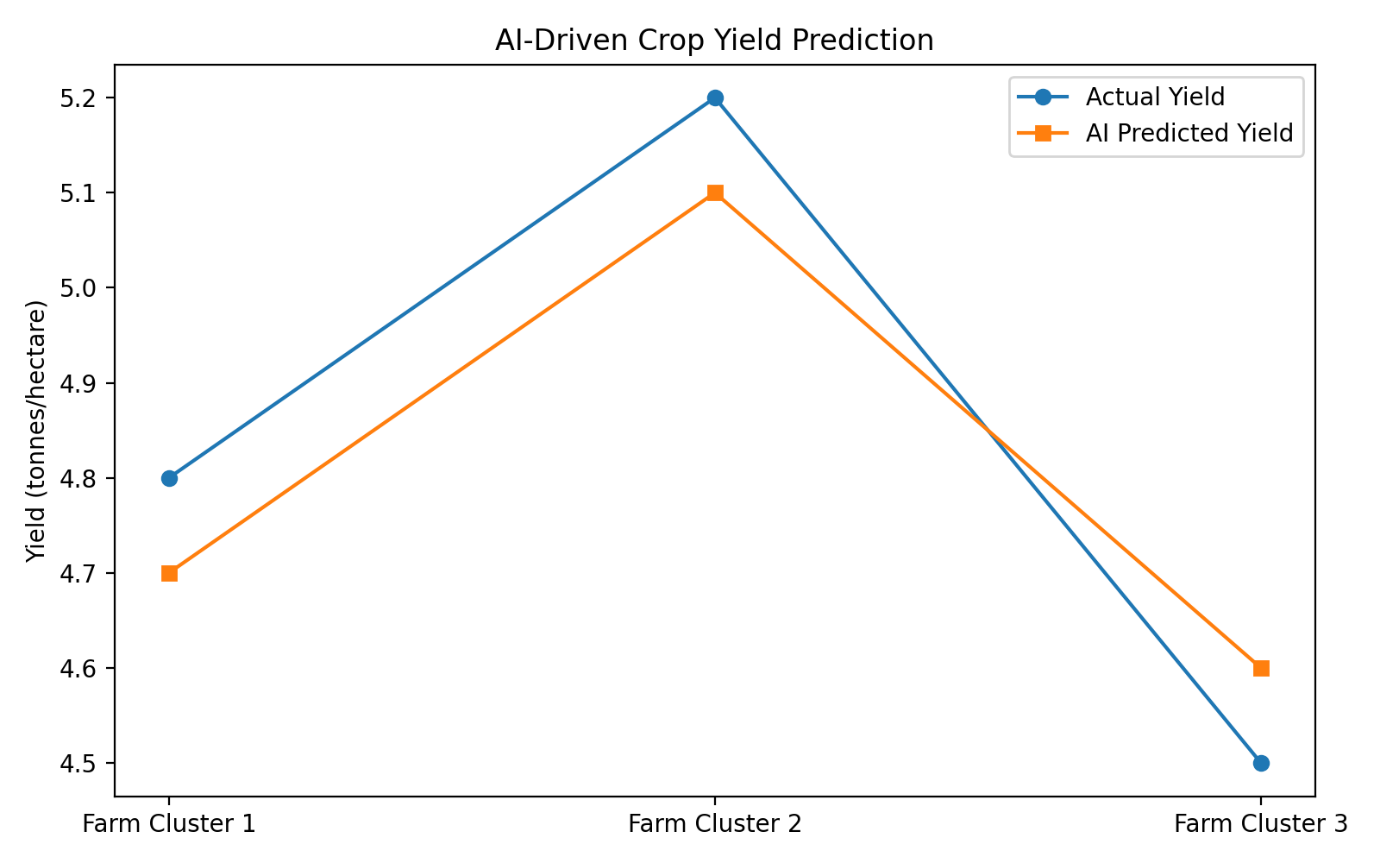 AI-Driven Crop Yield Prediction
Actual Yield
AI Predicted Yield
Yield (tonnes/hectare)
5.2
5.1
5.0
4.9
4.8
4.7
4.6
4.5
Farm Cluster 1
Farm Cluster 2
Farm Cluster 3